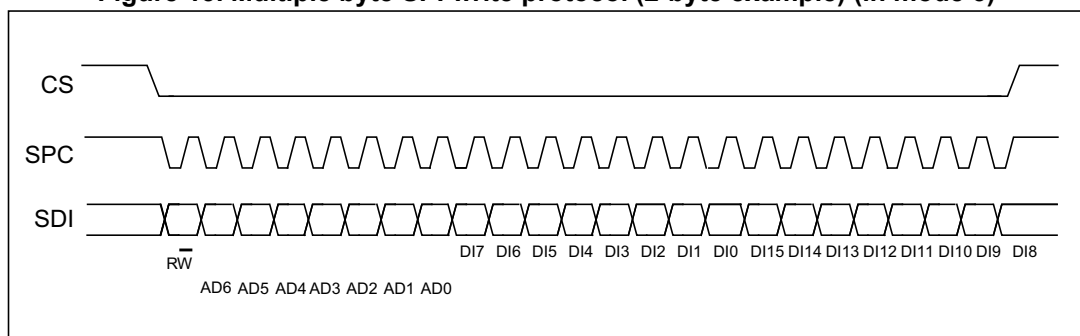 Figure 16. Multiple byte SPI write protocol (2-byte example) (in mode 3)
CS
SPC
SDI
RW
DI7 DI6 DI5 DI4 DI3 DI2 DI1 DI0 DI15 DI14 DI13 DI12 DI11 DI10 DI9 DI8
AD6 AD5 AD4 AD3 AD2 AD1 AD0